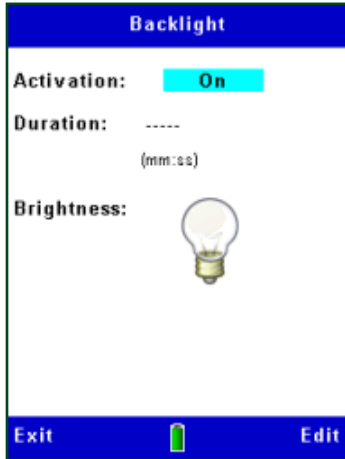 Backlight
Activation: On
Duration: -----
(mm:ss)
Brightness:
Exit Edit